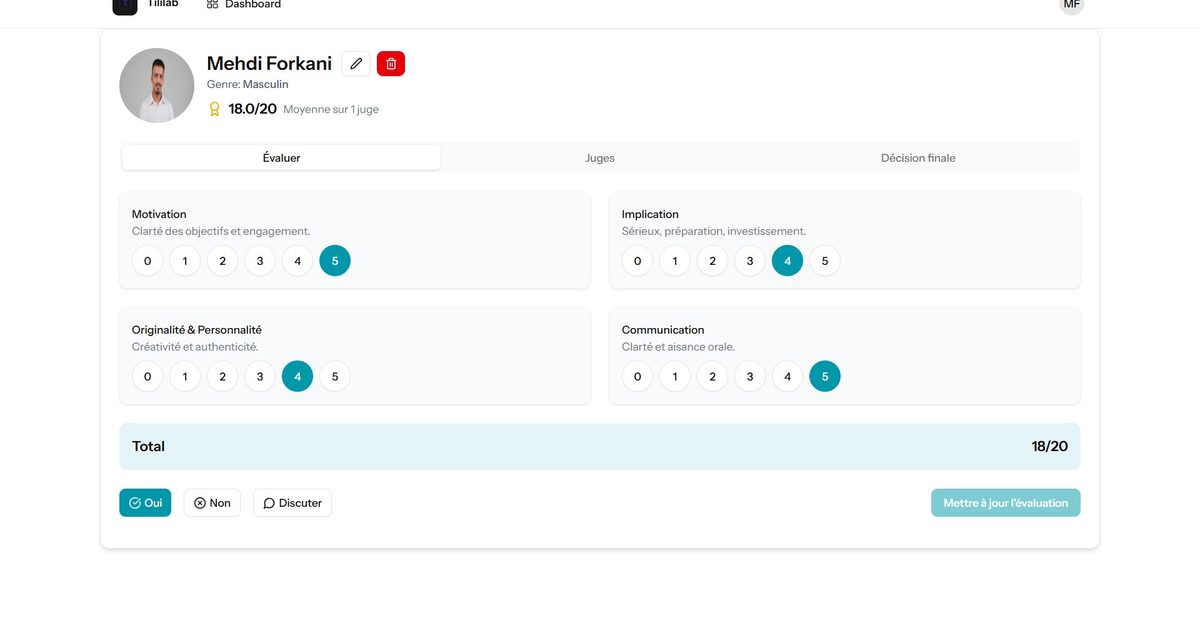 Tililab
Dashboard
MF
Mehdi Forkani
Genre: Masculin
18.0/20 Moyenne sur 1 juge
Évaluer
Juges
Décision finale
Motivation
Clarté des objectifs et engagement.
0 1 2 3 4 5
Implication
Sérieux, préparation, investissement.
0 1 2 3 4 5
Originalité & Personnalité
Créativité et authenticité.
0 1 2 3 4 5
Communication
Clarté et aisance orale.
0 1 2 3 4 5
Total
18/20
Oui
Non
Discuter
Mettre à jour l'évaluation